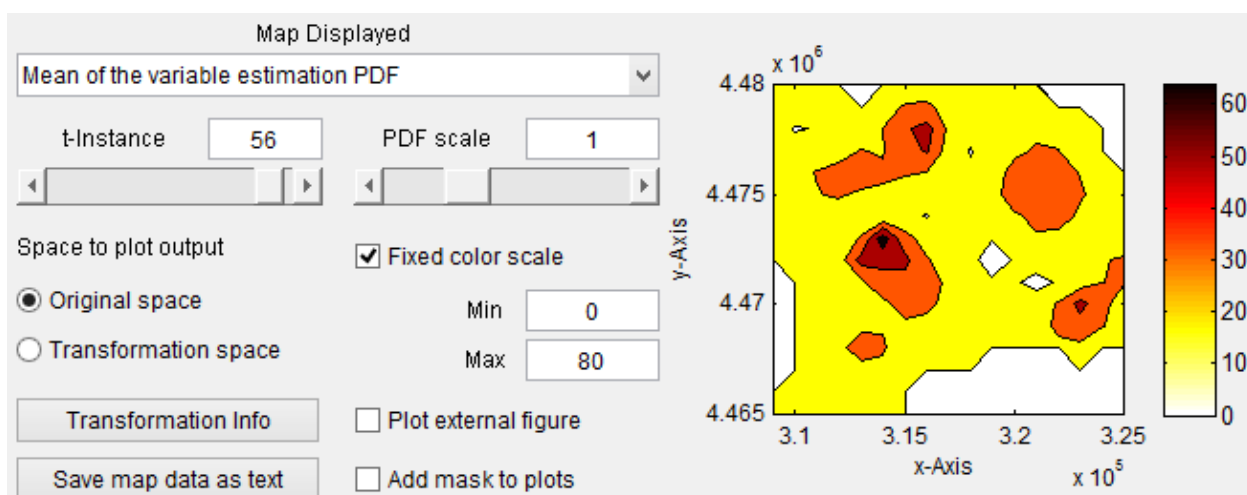 Map Displayed
Mean of the variable estimation PDF
t-Instance 56 PDF scale 1
Space to plot output
Fixed color scale
Original space
Min 0
Transformation space
Max 80
Transformation Info
Plot external figure
Save map data as text
Add mask to plots
x 10^6
4.48
4.475
4.47
4.465
y-Axis
3.1 3.15 3.2 3.25
x-Axis
x 10^5
60
50
40
30
20
10
0